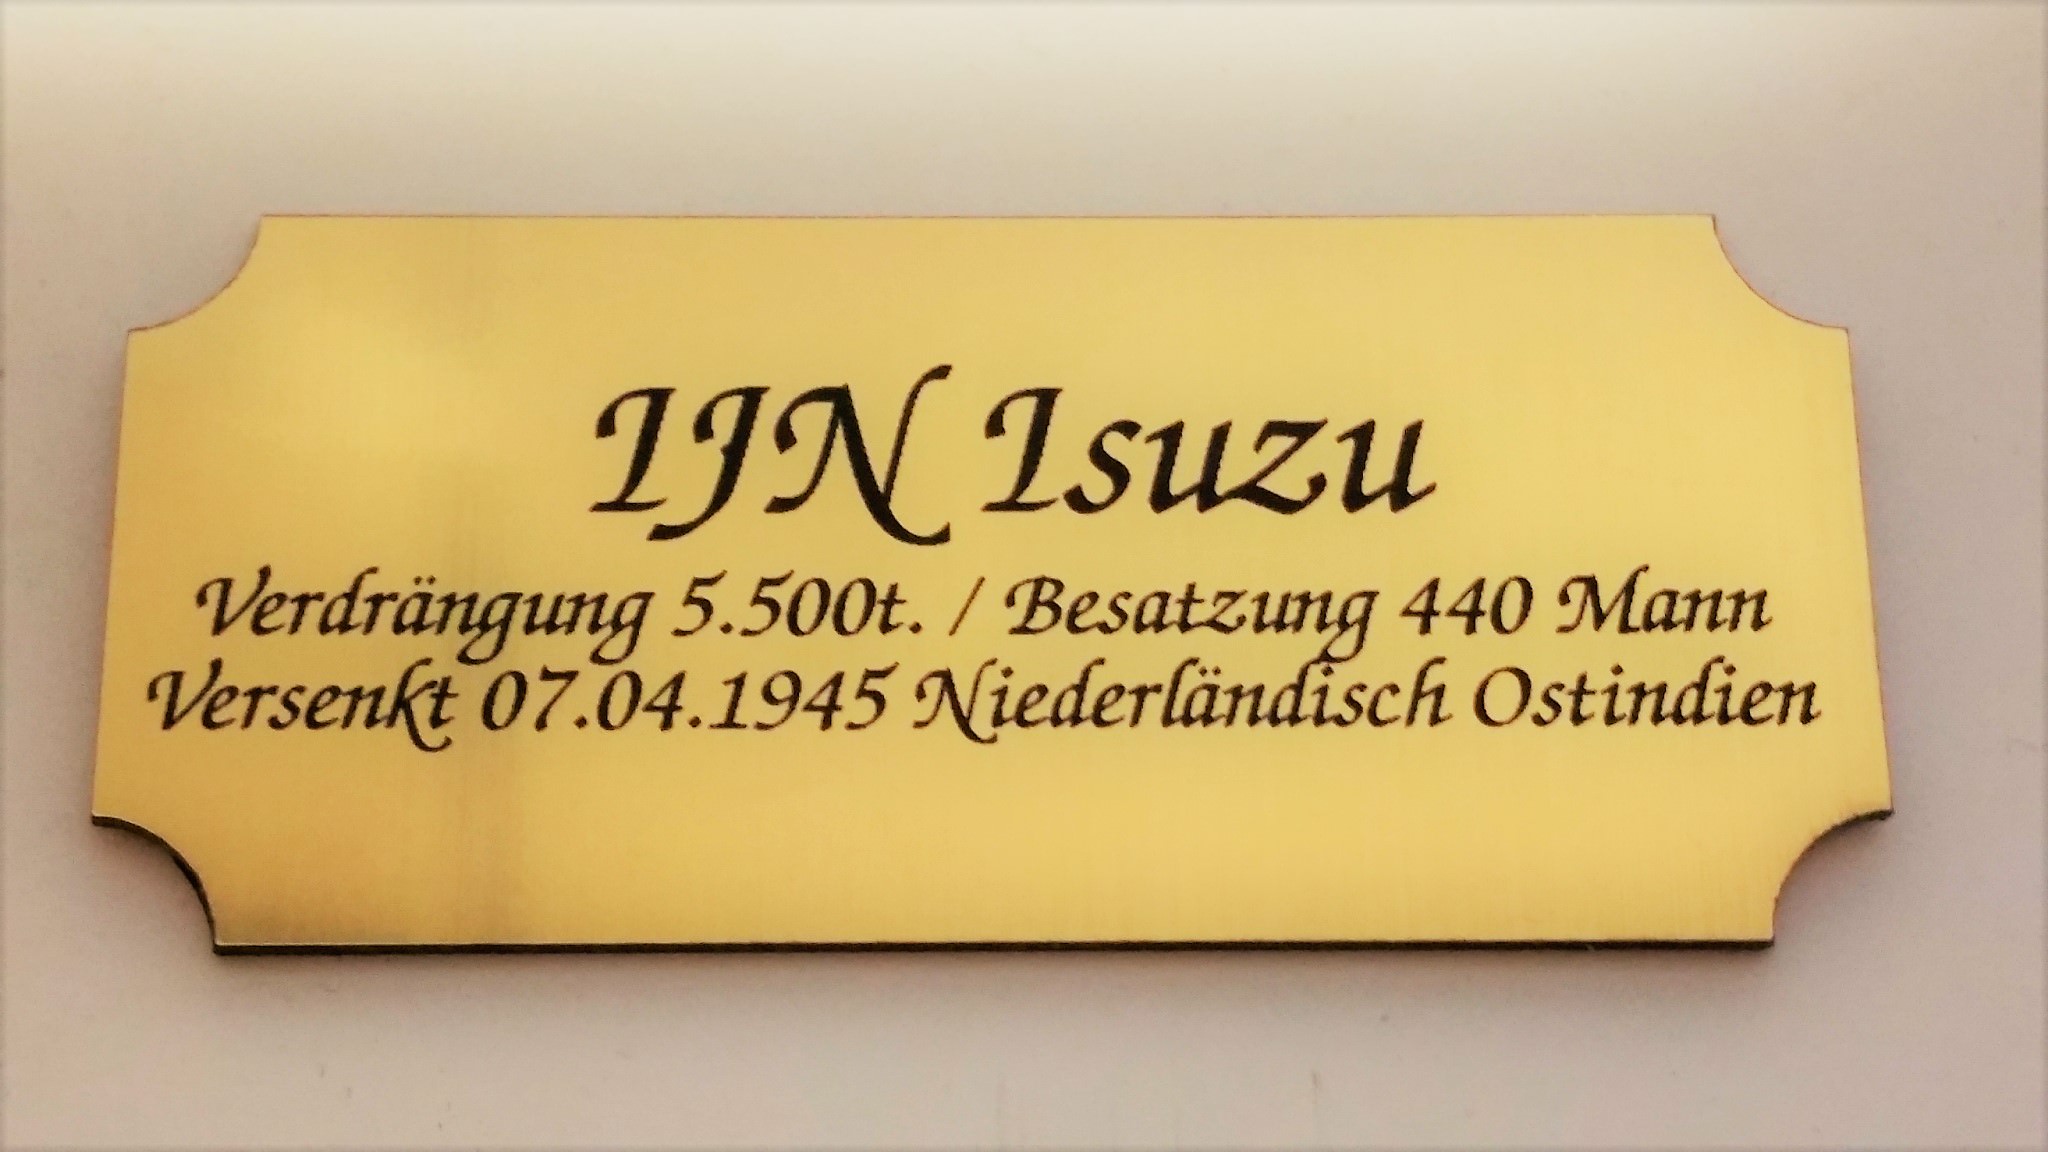 IJN Isuzu
Verdrängung 5.500t. / Besatzung 440 Mann
Versenkt 07.04.1945 Niederländisch Ostindien